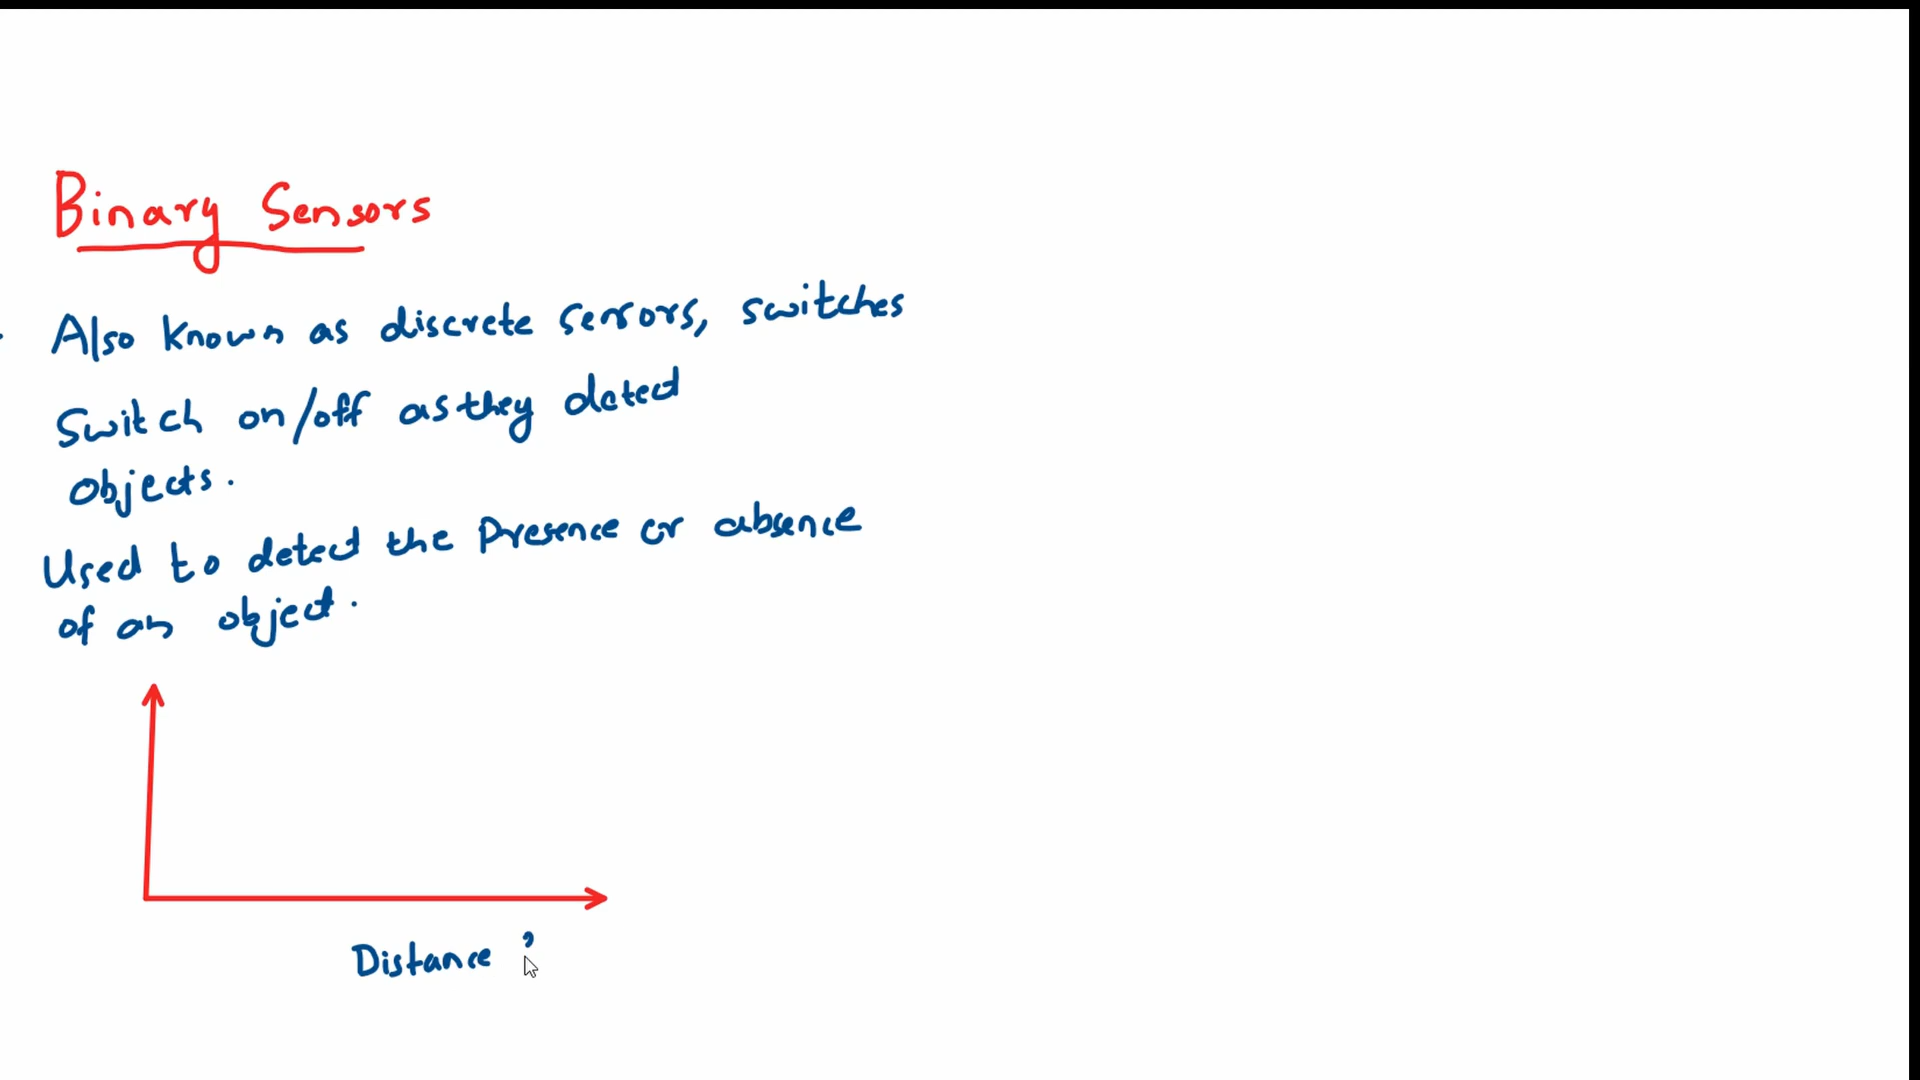 Binary Sensors
Also known as discrete sensors, switches
Switch on/off as they detect
objects.
Used to detect the presence or absence
of an object.
Distance